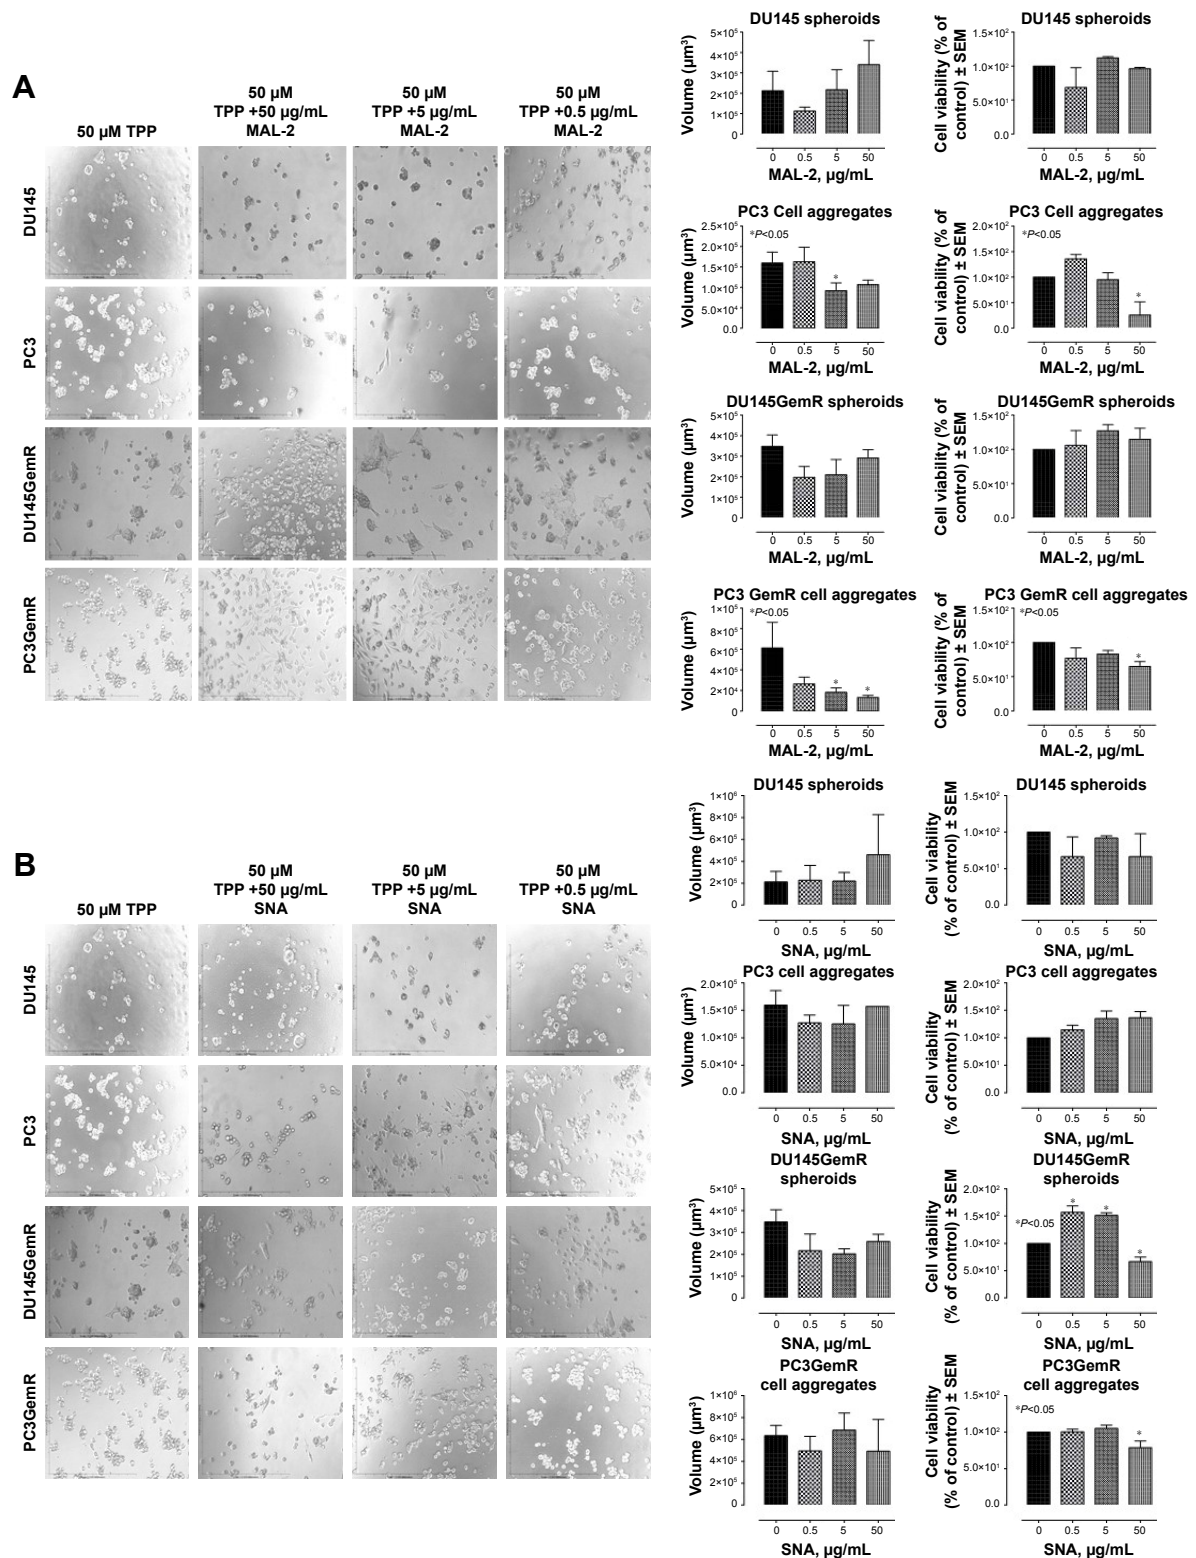 A
50 µM TPP
50 µM
TPP +50 µg/mL
MAL-2
50 µM
TPP +5 µg/mL
MAL-2
50 µM
TPP +0.5 µg/mL
MAL-2
DU145
PC3
DU145GemR
PC3GemR
DU145 spheroids
Volume (µm³)
5×10⁵
4×10⁵
3×10⁵
2×10⁵
1×10⁵
0
0 0.5 5 50
MAL-2, µg/mL
DU145 spheroids
Cell viability (% of
control) ± SEM
1.5×10²
1.0×10²
5.0×10¹
0.0
0 0.5 5 50
MAL-2, µg/mL
PC3 Cell aggregates
*P<0.05
Volume (µm³)
2.5×10⁵
2.0×10⁵
1.5×10⁵
1.0×10⁵
5.0×10⁴
0.0
*
0 0.5 5 50
MAL-2, µg/mL
PC3 Cell aggregates
*P<0.05
Cell viability (% of
control) ± SEM
2.0×10²
1.5×10²
1.0×10²
5.0×10¹
0.0
*
0 0.5 5 50
MAL-2, µg/mL
DU145GemR spheroids
Volume (µm³)
5×10⁵
4×10⁵
3×10⁵
2×10⁵
1×10⁵
0
0 0.5 5 50
MAL-2, µg/mL
DU145GemR spheroids
Cell viability (% of
control) ± SEM
1.5×10²
1.0×10²
5.0×10¹
0.0
0 0.5 5 50
MAL-2, µg/mL
PC3 GemR cell aggregates
*P<0.05
Volume (µm³)
1×10⁵
8×10⁴
6×10⁴
4×10⁴
2×10⁴
0
* *
0 0.5 5 50
MAL-2, µg/mL
PC3 GemR cell aggregates
*P<0.05
Cell viability (% of
control) ± SEM
1.5×10²
1.0×10²
5.0×10¹
0.0
*
0 0.5 5 50
MAL-2, µg/mL
B
50 µM TPP
50 µM
TPP +50 µg/mL
SNA
50 µM
TPP +5 µg/mL
SNA
50 µM
TPP +0.5 µg/mL
SNA
DU145
PC3
DU145GemR
PC3GemR
DU145 spheroids
Volume (µm³)
1×10⁶
8×10⁵
6×10⁵
4×10⁵
2×10⁵
0
0 0.5 5 50
SNA, µg/mL
DU145 spheroids
Cell viability
(% of control) ± SEM
1.5×10²
1.0×10²
5.0×10¹
0.0
0 0.5 5 50
SNA, µg/mL
PC3 cell aggregates
Volume (µm³)
2.0×10⁵
1.5×10⁵
1.0×10⁵
5.0×10⁴
0.0
0 0.5 5 50
SNA, µg/mL
PC3 cell aggregates
Cell viability
(% of control) ± SEM
2.0×10²
1.5×10²
1.0×10²
5.0×10¹
0.0
0 0.5 5 50
SNA, µg/mL
DU145GemR
spheroids
Volume (µm³)
5×10⁵
4×10⁵
3×10⁵
2×10⁵
1×10⁵
0
0 0.5 5 50
SNA, µg/mL
DU145GemR
spheroids
Cell viability
(% of control) ± SEM
2.0×10²
1.5×10²
*P<0.05
1.0×10²
5.0×10¹
0.0
* * *
0 0.5 5 50
SNA, µg/mL
PC3GemR
cell aggregates
Volume (µm³)
1×10⁶
8×10⁵
6×10⁵
4×10⁵
2×10⁵
0
0 0.5 5 50
SNA, µg/mL
PC3GemR
cell aggregates
*P<0.05
Cell viability
(% of control) ± SEM
1.5×10²
1.0×10²
5.0×10¹
0.0
*
0 0.5 5 50
SNA, µg/mL